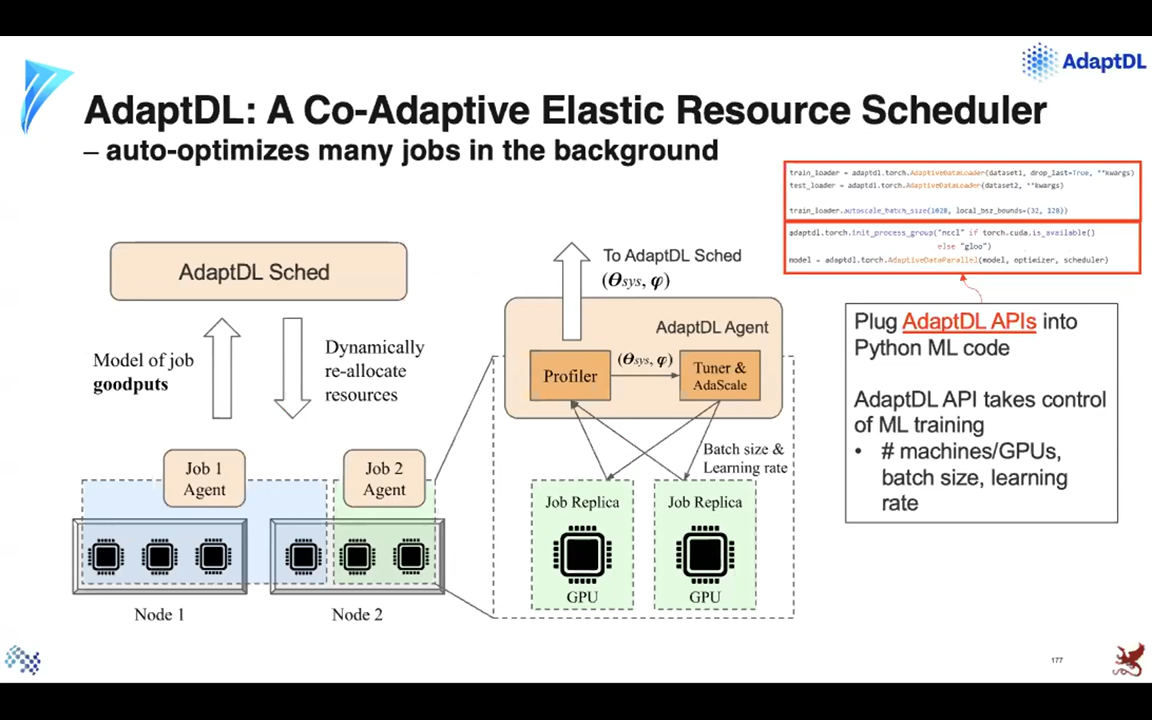 AdaptDL
AdaptDL: A Co-Adaptive Elastic Resource Scheduler
– auto-optimizes many jobs in the background
train_loader = adaptdl.torch.AdaptiveDataLoader(dataset1, drop_last=True, **kwargs)
test_loader = adaptdl.torch.AdaptiveDataLoader(dataset2, **kwargs)
train_loader.autoscale_batch_size(1028, local_bsz_bounds=(32, 128))
adaptdl.torch.init_process_group("nccl" if torch.cuda.is_available()
else "gloo")
model = adaptdl.torch.AdaptiveDataParallel(model, optimizer, scheduler)
AdaptDL Sched
Model of job
goodputs
Dynamically
re-allocate
resources
Job 1
Agent
Job 2
Agent
Node 1
Node 2
To AdaptDL Sched
(θsys, φ)
AdaptDL Agent
Profiler
(θsys, φ)
Tuner &
AdaScale
Batch size &
Learning rate
Job Replica
GPU
Job Replica
GPU
Plug AdaptDL APIs into
Python ML code
AdaptDL API takes control
of ML training
• # machines/GPUs,
batch size, learning
rate
177